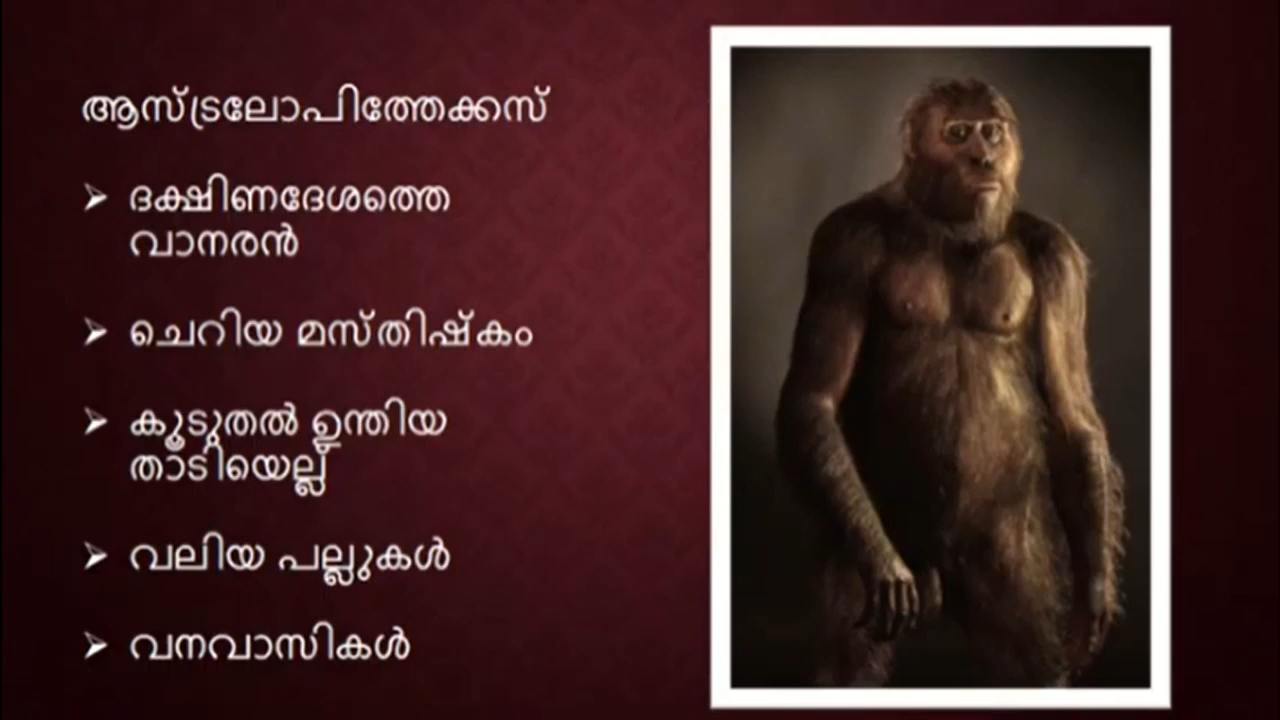 ആസ്ട്രലോപിത്തേക്കസ്
➢ ദക്ഷിണദേശത്തെ
വാനരൻ
➢ ചെറിയ മസ്തിഷ്കം
➢ കൂടുതൽ ഉന്തിയ
താടിയെല്ല്
➢ വലിയ പല്ലുകൾ
➢ വനവാസികൾ